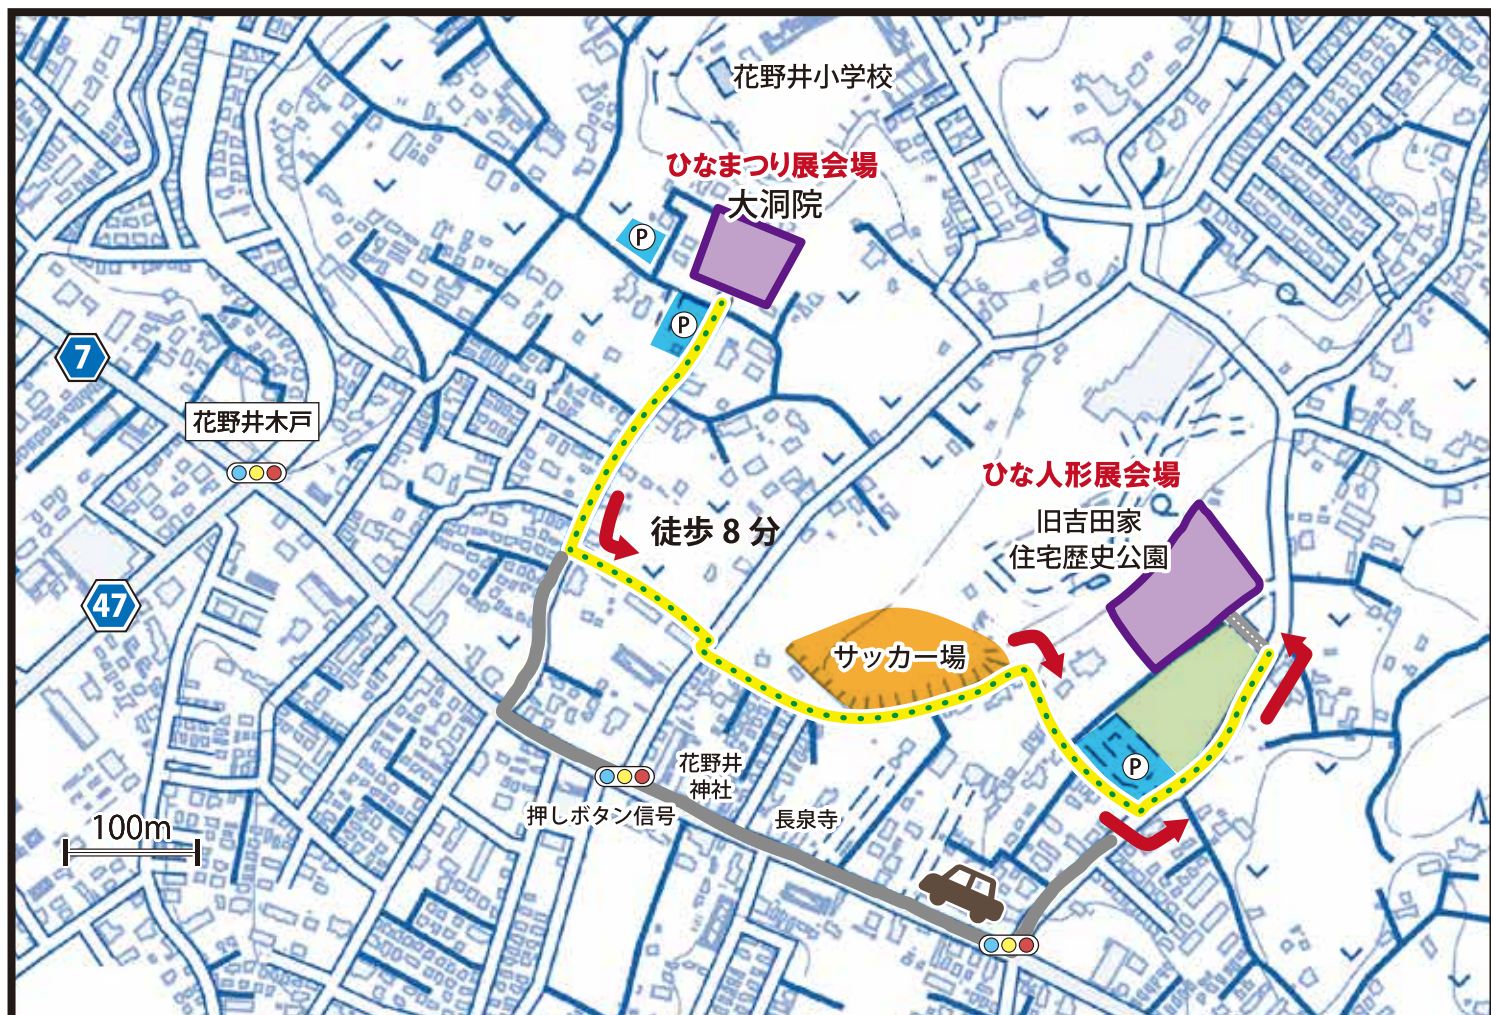 花野井小学校
ひなまつり展会場
大洞院
P
P
7
花野井木戸
ひな人形展会場
旧吉田家
住宅歴史公園
徒歩 8 分
47
サッカー場
花野井
神社
P
押しボタン信号
長泉寺
100m